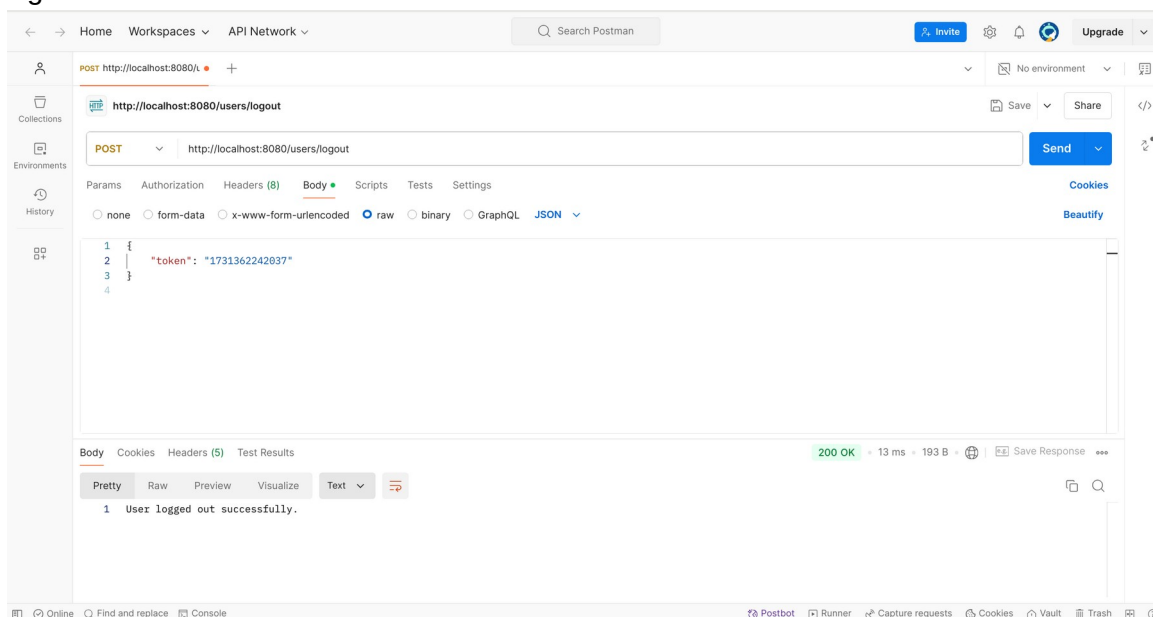 Home Workspaces API Network Search Postman Invite Upgrade
POST http://localhost:8080/u No environment
HTTP http://localhost:8080/users/logout Save Share
Collections
POST http://localhost:8080/users/logout Send
Environments
Params Authorization Headers (8) Body Scripts Tests Settings Cookies
History
none form-data x-www-form-urlencoded raw binary GraphQL JSON Beautify
1 {
2 "token": "1731362242037"
3 }
4
Body Cookies Headers (5) Test Results 200 OK 13 ms 193 B Save Response
Pretty Raw Preview Visualize Text
1 User logged out successfully.
Online Find and replace Console Postbot Runner Capture requests Cookies Vault Trash